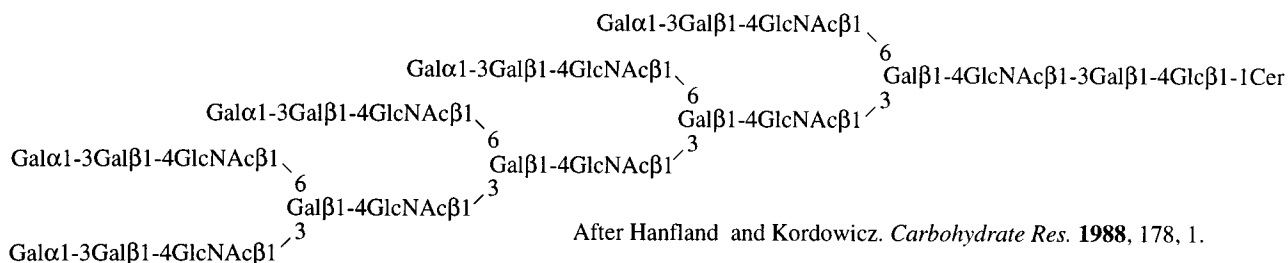 Galα1-3Galβ1-4GlcNAcβ1
6
Galα1-3Galβ1-4GlcNAcβ1
Galβ1-4GlcNAcβ1-3Galβ1-4Glcβ1-1Cer
6
3
Galα1-3Galβ1-4GlcNAcβ1
Galβ1-4GlcNAcβ1
6
3
Galα1-3Galβ1-4GlcNAcβ1
Galβ1-4GlcNAcβ1
6
3
Galβ1-4GlcNAcβ1
3
Galα1-3Galβ1-4GlcNAcβ1
After Hanfland and Kordowicz. Carbohydrate Res. 1988, 178, 1.